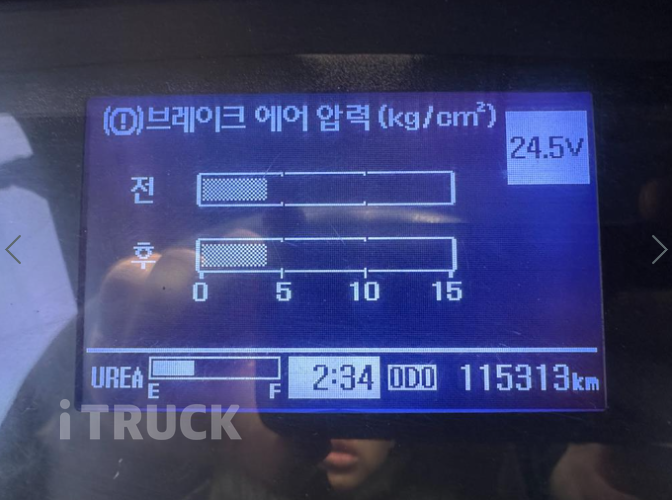 (!)브레이크 에어 압력(kg/cm²)
24.5V
전
후
0 5 10 15
UREA E F 2:34 ODO 115313km
iTRUCK